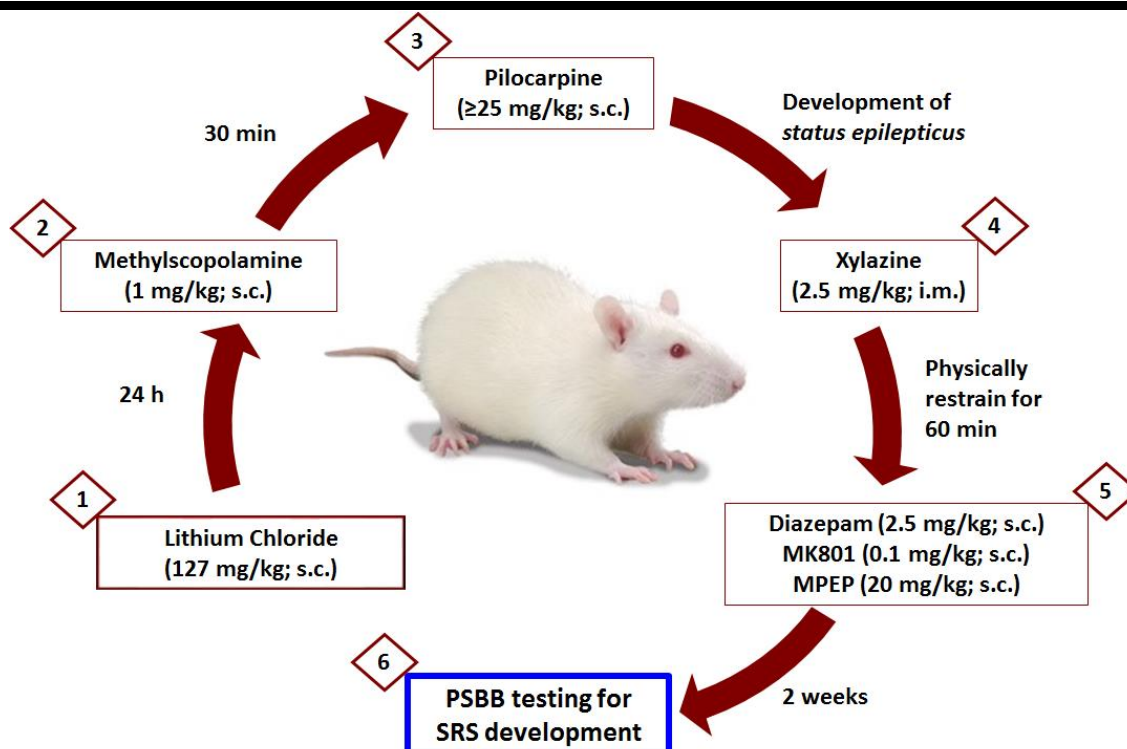 3
Pilocarpine
(≥25 mg/kg; s.c.)
30 min
Development of
status epilepticus
2
Methylscopolamine
(1 mg/kg; s.c.)
4
Xylazine
(2.5 mg/kg; i.m.)
24 h
Physically
restrain for
60 min
1
Lithium Chloride
(127 mg/kg; s.c.)
5
Diazepam (2.5 mg/kg; s.c.)
MK801 (0.1 mg/kg; s.c.)
MPEP (20 mg/kg; s.c.)
6
PSBB testing for
SRS development
2 weeks